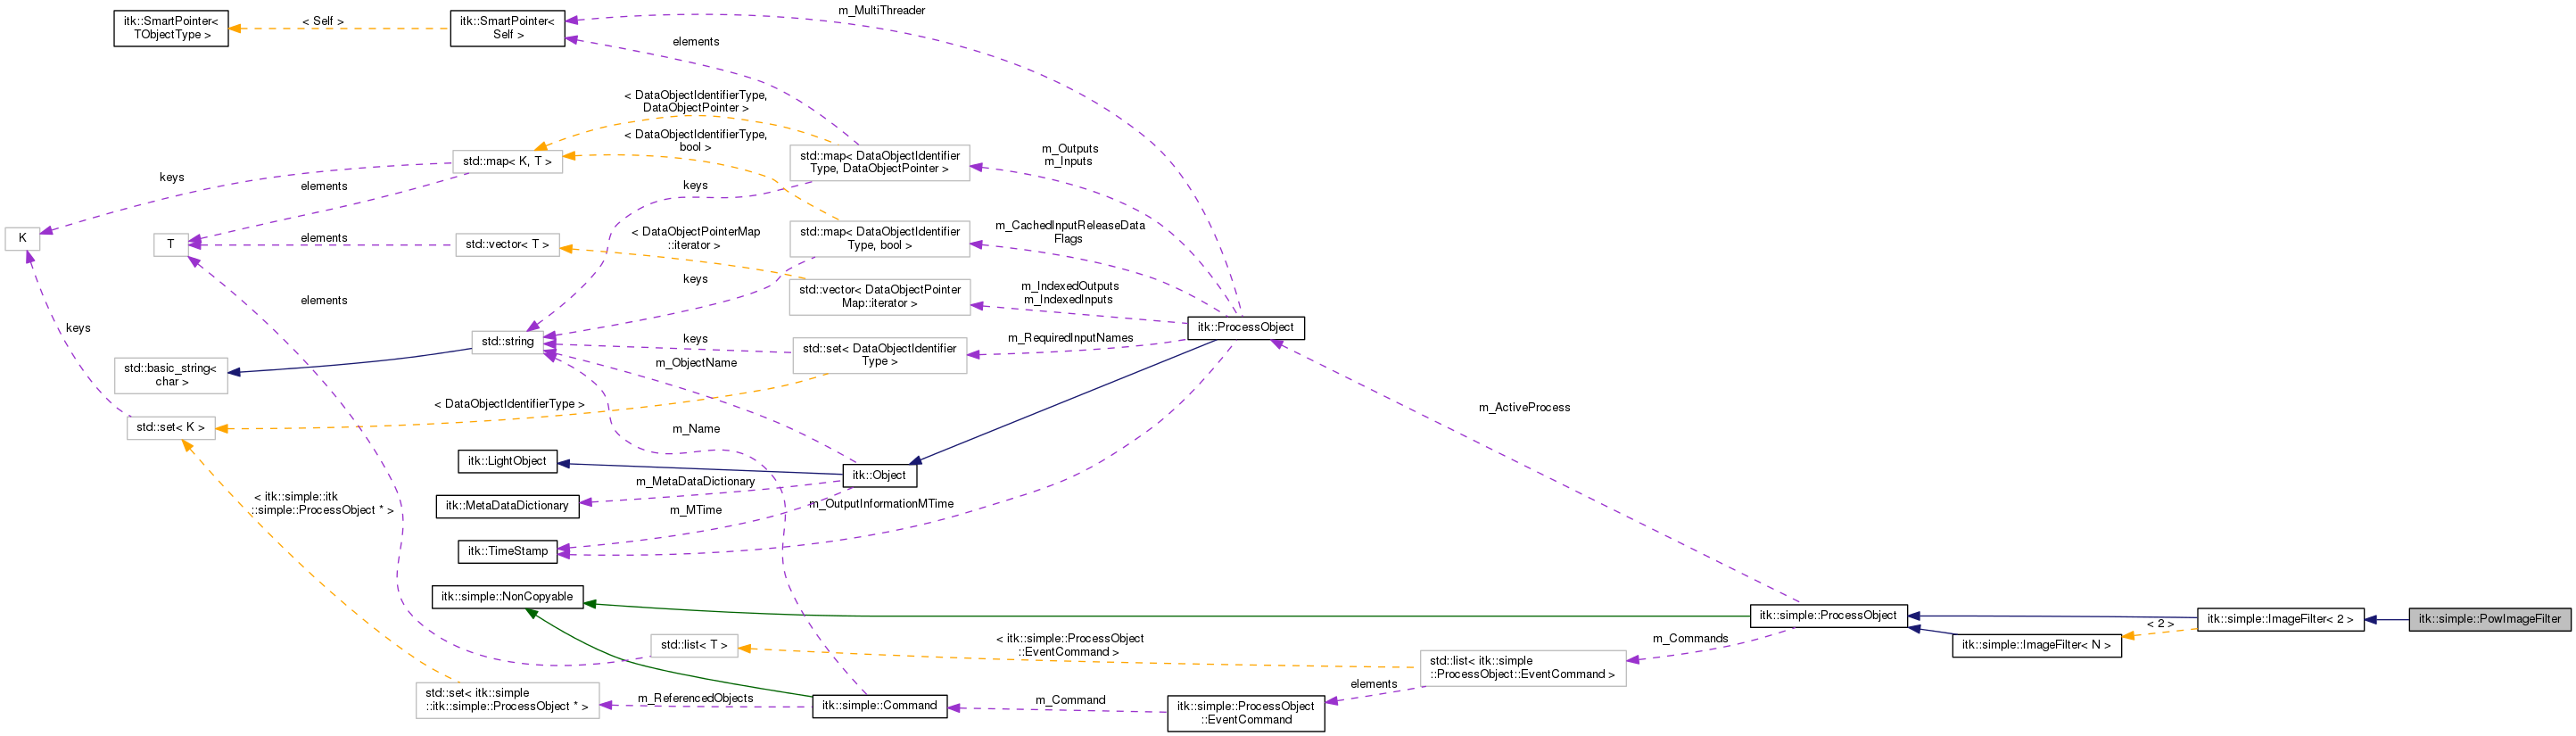 m_MultiThreader
itk::SmartPointer<
TObjectType >
< Self >
itk::SmartPointer<
Self >
elements
< DataObjectIdentifierType,
DataObjectPointer >
< DataObjectIdentifierType,
bool >
std::map< K, T >
std::map< DataObjectIdentifier
Type, DataObjectPointer >
m_Outputs
m_Inputs
keys
elements
keys
K
T
elements
std::vector< T >
< DataObjectPointerMap
::iterator >
std::map< DataObjectIdentifier
Type, bool >
m_CachedInputReleaseData
Flags
keys
elements
std::vector< DataObjectPointer
Map::iterator >
m_IndexedOutputs
m_IndexedInputs
itk::ProcessObject
keys
std::string
keys
std::set< DataObjectIdentifier
Type >
m_RequiredInputNames
m_ObjectName
std::basic_string<
char >
< DataObjectIdentifierType >
m_ActiveProcess
std::set< K >
m_Name
itk::LightObject
itk::Object
m_MetaDataDictionary
< itk::simple::itk
::simple::ProcessObject * >
itk::MetaDataDictionary
m_MTime
m_OutputInformationMTime
itk::TimeStamp
itk::simple::NonCopyable
itk::simple::ProcessObject
itk::simple::ImageFilter< 2 >
itk::simple::PowImageFilter
< 2 >
std::list< T >
< itk::simple::ProcessObject
::EventCommand >
m_Commands
itk::simple::ImageFilter< N >
std::list< itk::simple
::ProcessObject::EventCommand >
elements
std::set< itk::simple
::itk::simple::ProcessObject * >
m_ReferencedObjects
itk::simple::Command
m_Command
itk::simple::ProcessObject
::EventCommand